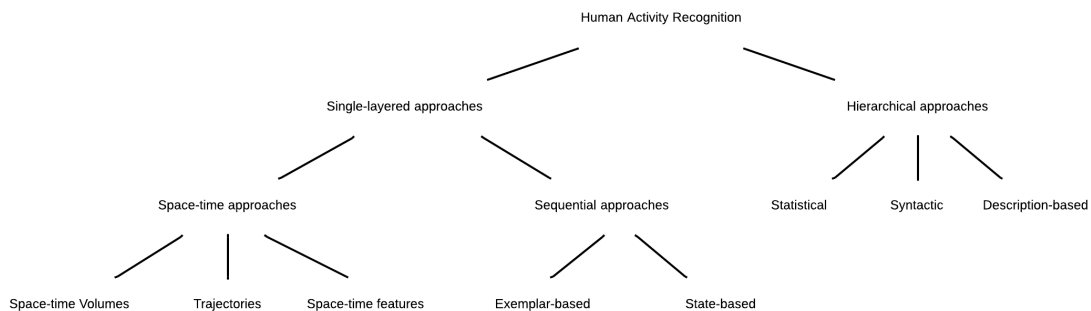 Human Activity Recognition
Single-layered approaches
Hierarchical approaches
Space-time approaches
Sequential approaches
Statistical
Syntactic
Description-based
Space-time Volumes
Trajectories
Space-time features
Exemplar-based
State-based